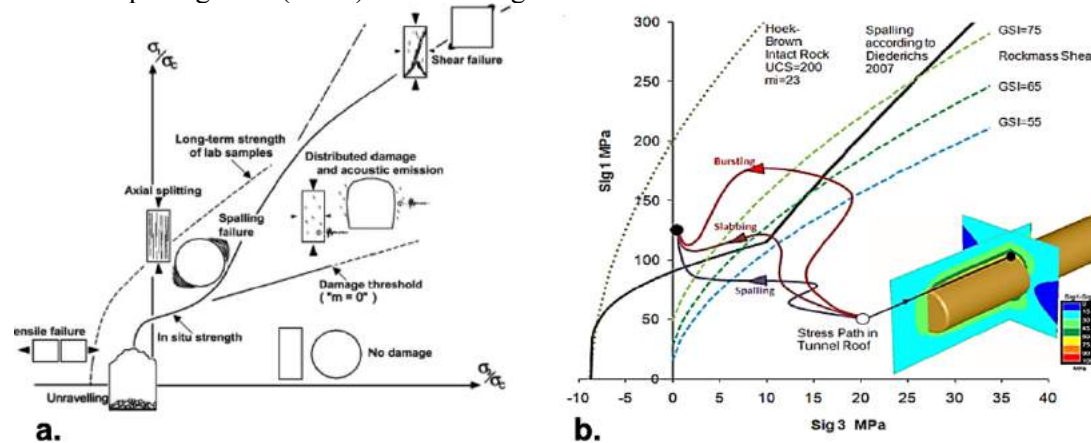 σ₁/σc
Shear failure
Long-term strength
of lab samples
Distributed damage
and acoustic emission
Axial splitting
Spalling
failure
Damage threshold
("m = 0")
In situ strength
ensile failure
No damage
Unravelling
a.
Hoek-
Brown
Intact Rock
UCS=200
mi=23
Spalling
according to
Diederichs
2007
GSI=75
Rockmass Shea
GSI=65
GSI=55
Bursting
Slabbing
Spalling
Stress Path in
Tunnel Roof
Sig 1 MPa
300
250
200
150
100
50
0
-10 -5 0 5 10 15 20 25 30 35 40
Sig 3 MPa
MPa
b.